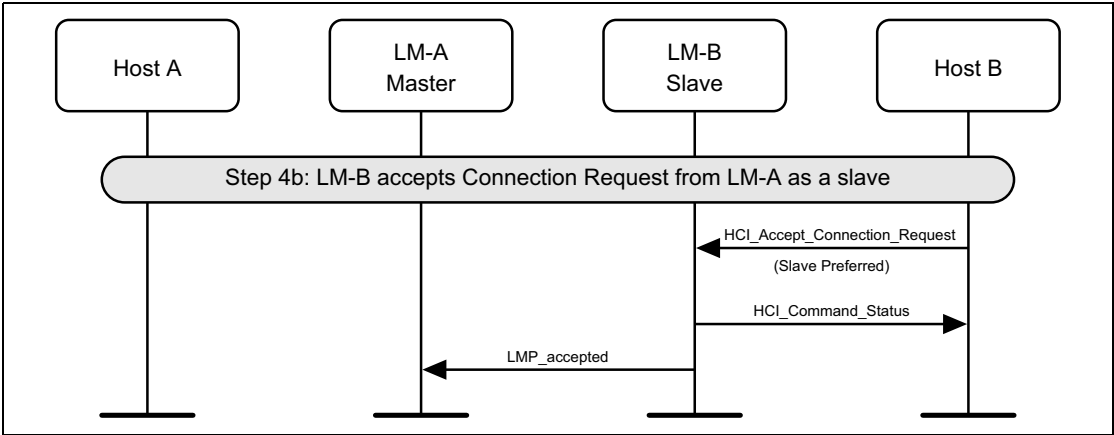 Host A
LM-A
Master
LM-B
Slave
Host B
Step 4b: LM-B accepts Connection Request from LM-A as a slave
HCI_Accept_Connection_Request
(Slave Preferred)
HCI_Command_Status
LMP_accepted